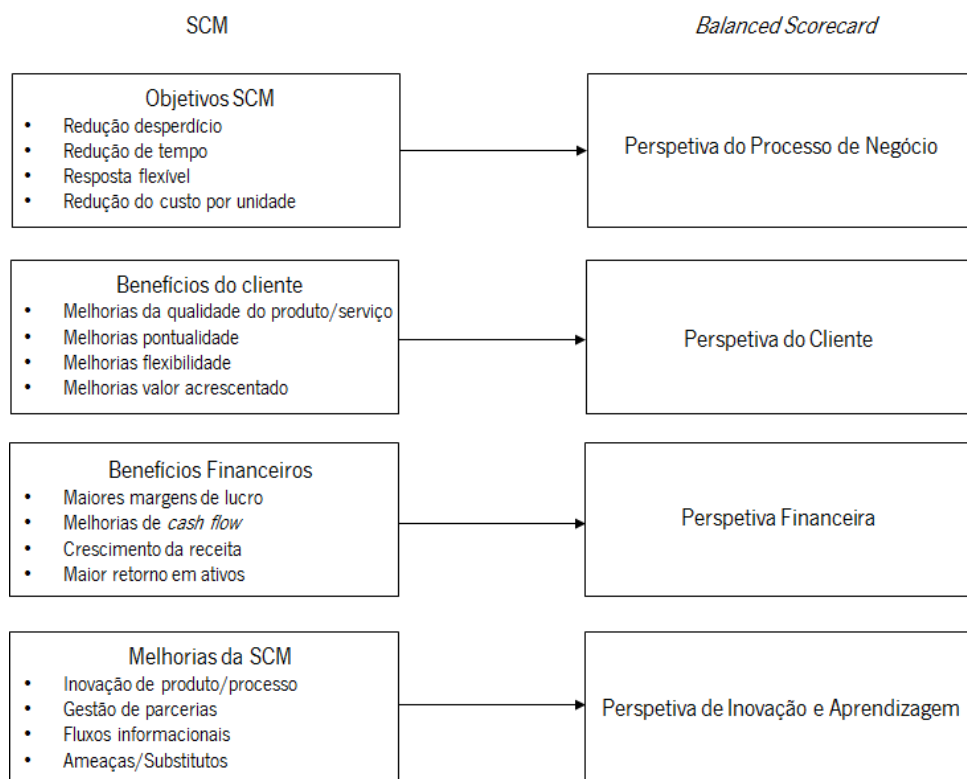 SCM
Balanced Scorecard
Objetivos SCM
• Redução desperdício
• Redução de tempo
• Resposta flexível
• Redução do custo por unidade
Perspetiva do Processo de Negócio
Benefícios do cliente
• Melhorias da qualidade do produto/serviço
• Melhorias pontualidade
• Melhorias flexibilidade
• Melhorias valor acrescentado
Perspetiva do Cliente
Benefícios Financeiros
• Maiores margens de lucro
• Melhorias de cash flow
• Crescimento da receita
• Maior retorno em ativos
Perspetiva Financeira
Melhorias da SCM
• Inovação de produto/processo
• Gestão de parcerias
• Fluxos informacionais
• Ameaças/Substitutos
Perspetiva de Inovação e Aprendizagem